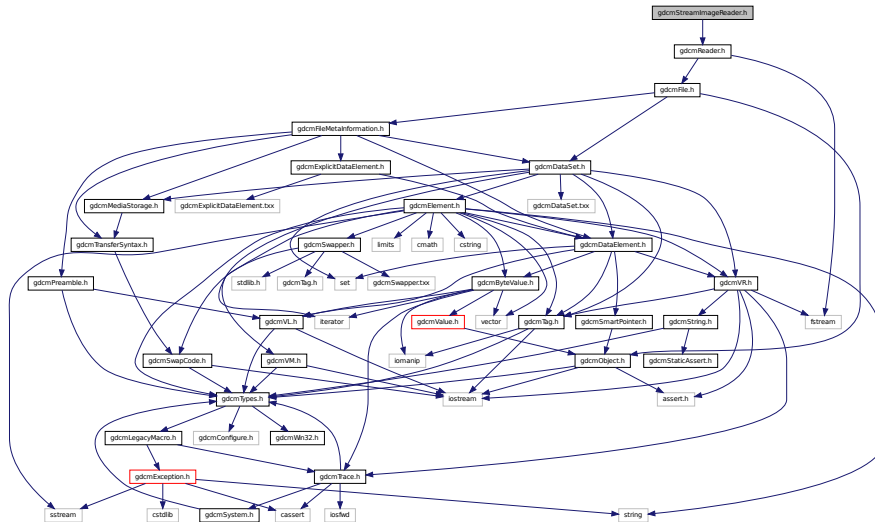 gdcmStreamImageReader.h
gdcmReader.h
gdcmFile.h
gdcmFileMetaInformation.h
gdcmExplicitDataElement.h
gdcmDataSet.h
gdcmMediaStorage.h
gdcmExplicitDataElement.txx
gdcmElement.h
gdcmDataSet.txx
gdcmTransferSyntax.h
gdcmSwapper.h
limits
cmath
cstring
gdcmDataElement.h
gdcmPreamble.h
stdlib.h
gdcmTag.h
set
gdcmSwapper.txx
gdcmByteValue.h
gdcmVR.h
gdcmVL.h
iterator
gdcmValue.h
vector
gdcmTag.h
gdcmSmartPointer.h
gdcmString.h
fstream
gdcmSwapCode.h
gdcmVM.h
iomanip
gdcmObject.h
gdcmStaticAssert.h
gdcmTypes.h
iostream
assert.h
gdcmLegacyMacro.h
gdcmConfigure.h
gdcmWin32.h
gdcmException.h
gdcmTrace.h
sstream
cstdlib
gdcmSystem.h
cassert
iosfwd
string